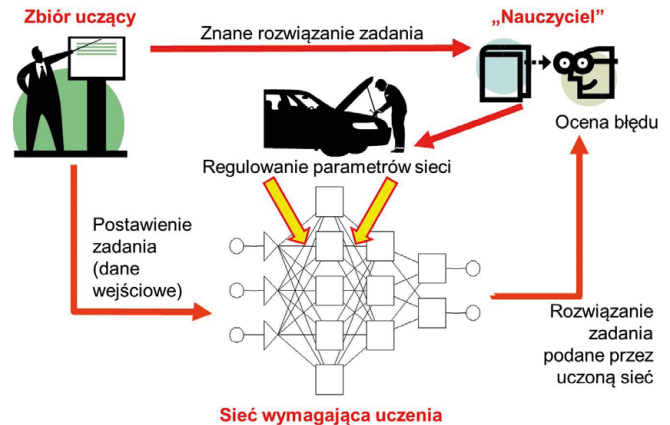 Zbiór uczący
„Nauczyciel”
Znane rozwiązanie zadania
Ocena błędu
Regulowanie parametrów sieci
Postawienie
zadania
(dane
wejściowe)
Rozwiązanie
zadania
podane przez
uczoną sieć
Sieć wymagająca uczenia